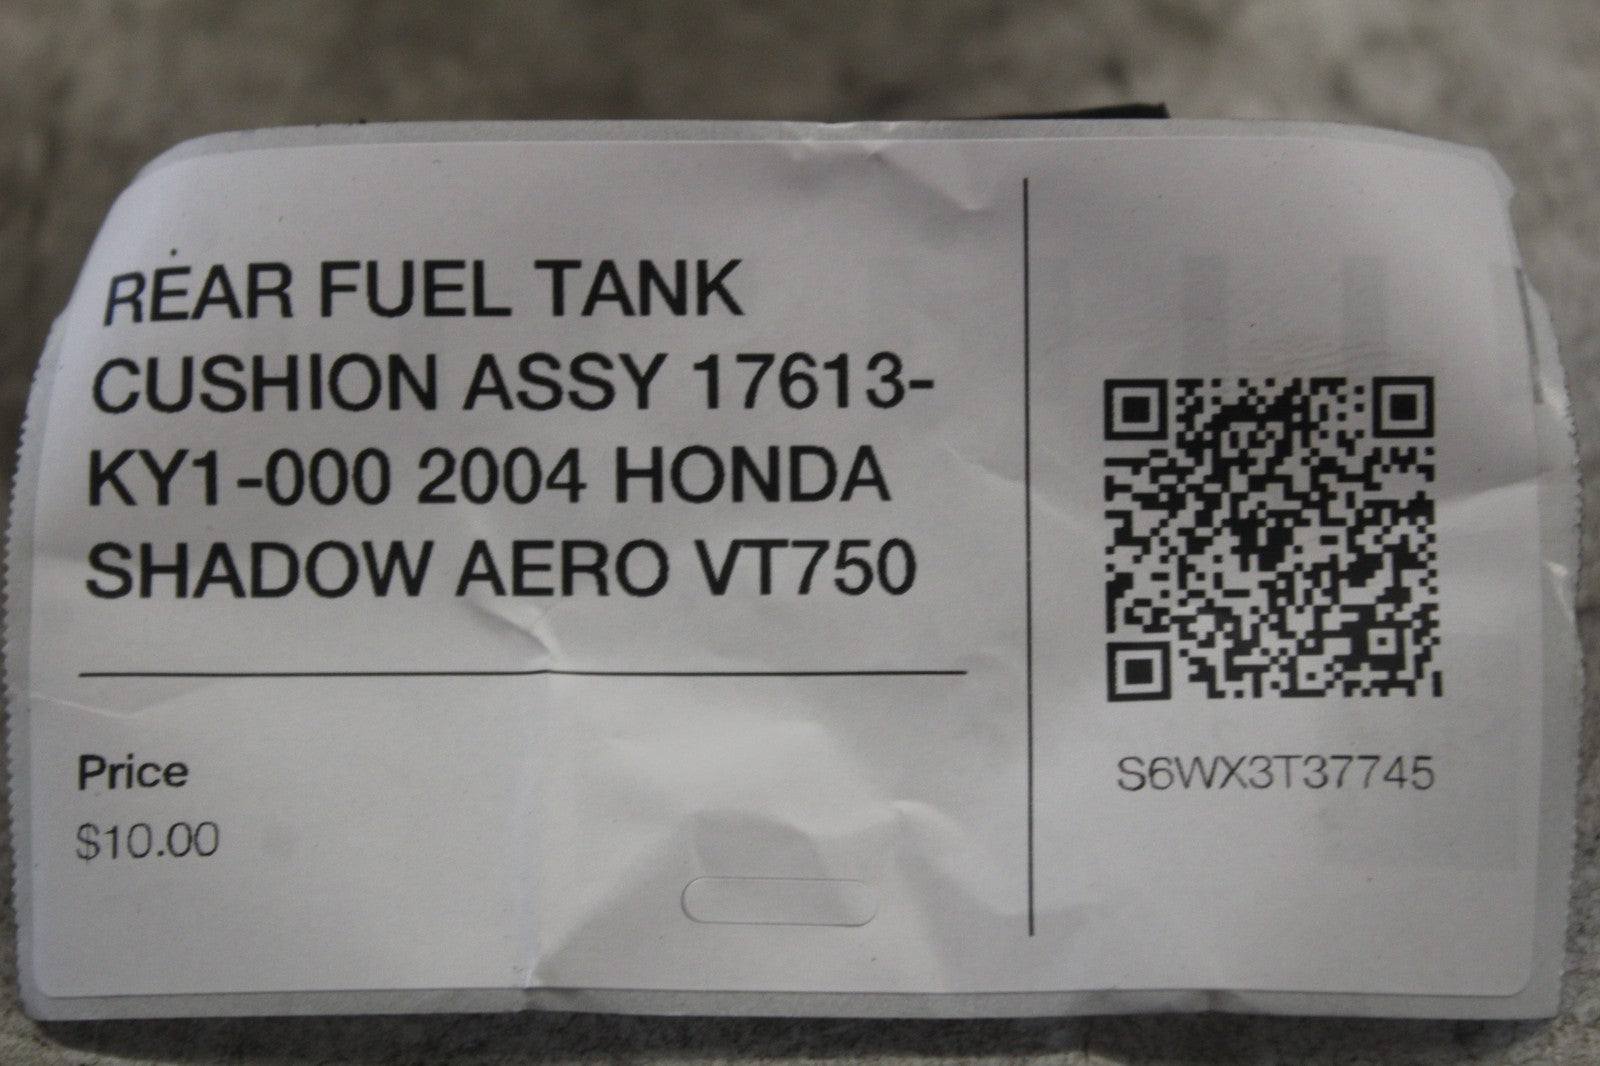 REAR FUEL TANK
CUSHION ASSY 17613-
KY1-000 2004 HONDA
SHADOW AERO VT750
Price
$10.00
S6WX3T37745